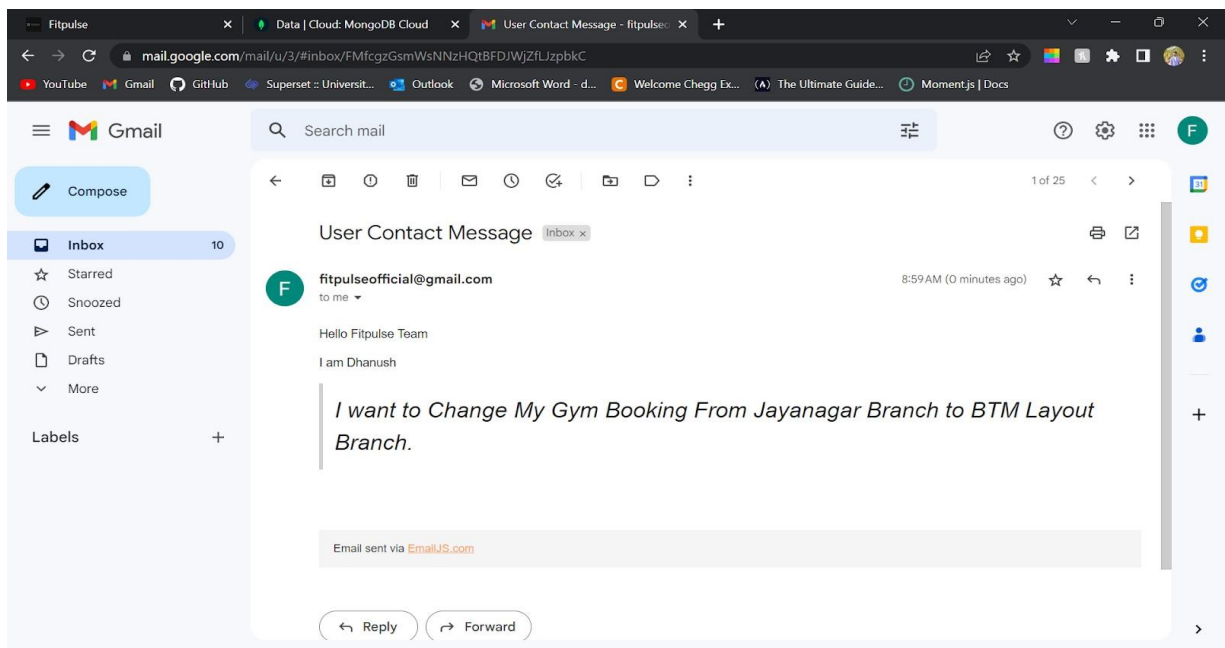 Fitpulse
Data | Cloud: MongoDB Cloud
User Contact Message - fitpulseo
mail.google.com/mail/u/3/#inbox/FMfcgzGsmWsNNzHQtBFDJWjZfLJzpbkC
YouTube
Gmail
GitHub
Superset :: Universit...
Outlook
Microsoft Word - d...
Welcome Chegg Ex...
The Ultimate Guide...
Moment.js | Docs
Gmail
Search mail
F
Compose
1 of 25
31
Inbox 10
Starred
Snoozed
Sent
Drafts
More
Labels
User Contact Message Inbox x
F
fitpulseofficial@gmail.com
8:59 AM (0 minutes ago)
to me
Hello Fitpulse Team
I am Dhanush
I want to Change My Gym Booking From Jayanagar Branch to BTM Layout
Branch.
Email sent via EmailJS.com
Reply
Forward